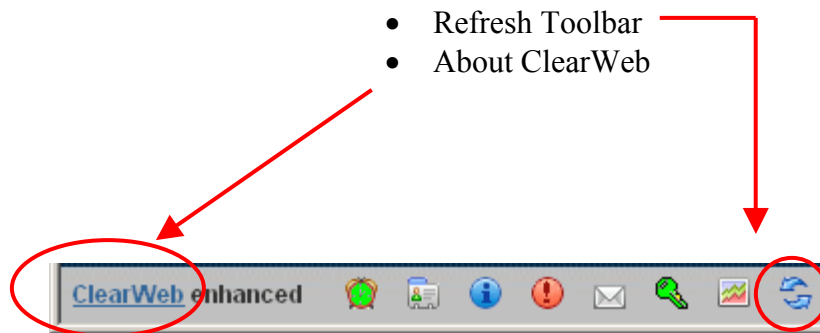 • Refresh Toolbar
• About ClearWeb
ClearWeb enhanced